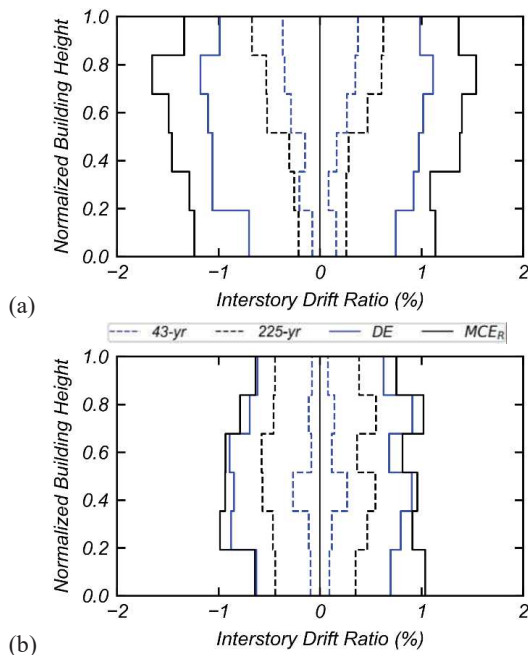 Normalized Building Height
1.0
0.8
0.6
0.4
0.2
0.0
−2 −1 0 1 2
(a) Interstory Drift Ratio (%)
43-yr 225-yr DE MCER
Normalized Building Height
1.0
0.8
0.6
0.4
0.2
0.0
−2 −1 0 1 2
(b) Interstory Drift Ratio (%)